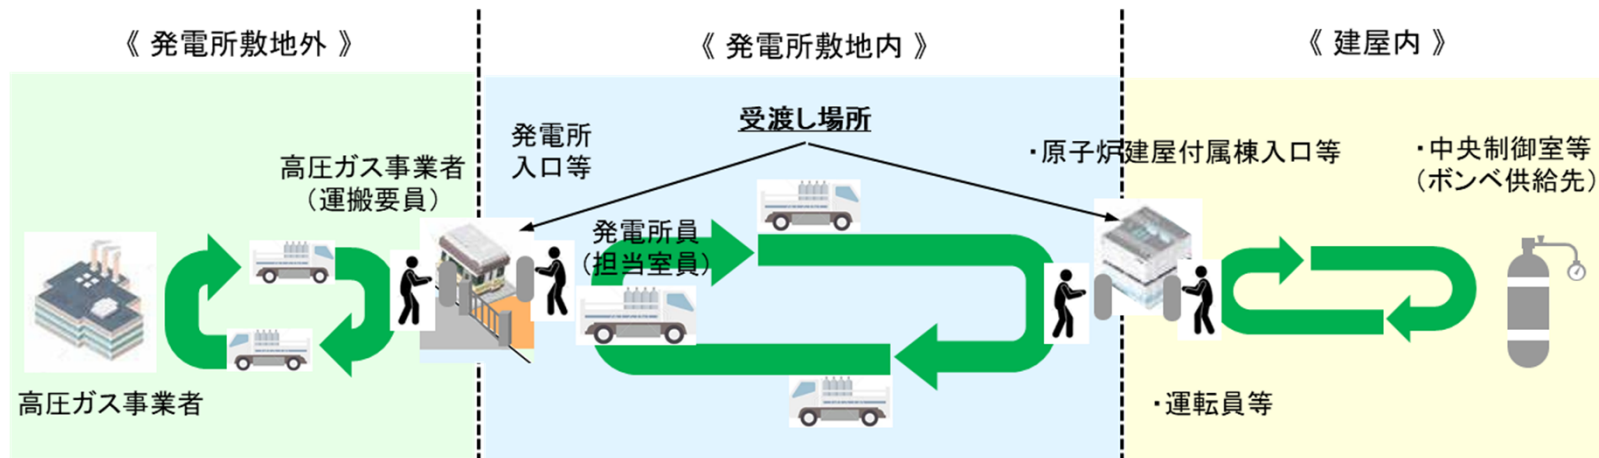 《 発電所敷地外 》
《 発電所敷地内 》
《 建屋内 》
受渡し場所
高圧ガス事業者
（運搬要員）
高圧ガス事業者
発電所
入口等
発電所員
（担当室員）
・原子炉建屋付属棟入口等
・中央制御室等
（ボンベ供給先）
・運転員等